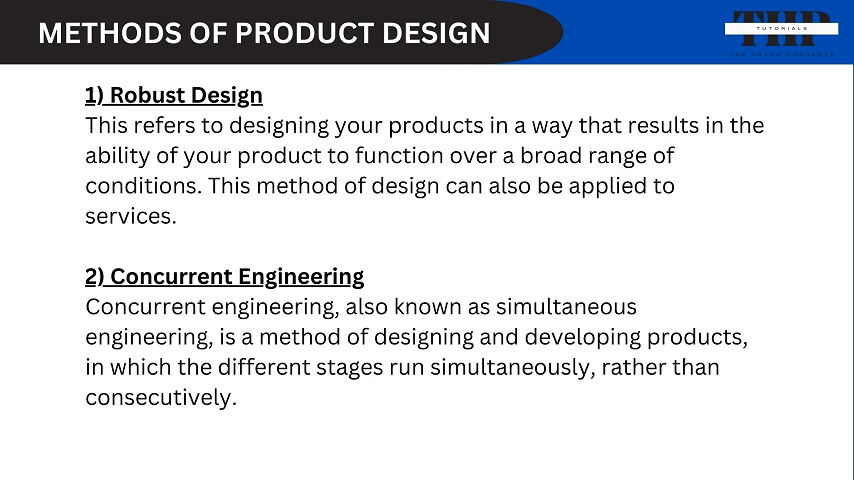 METHODS OF PRODUCT DESIGN
THP
TUTORIALS
1) Robust Design
This refers to designing your products in a way that results in the
ability of your product to function over a broad range of
conditions. This method of design can also be applied to
services.
2) Concurrent Engineering
Concurrent engineering, also known as simultaneous
engineering, is a method of designing and developing products,
in which the different stages run simultaneously, rather than
consecutively.